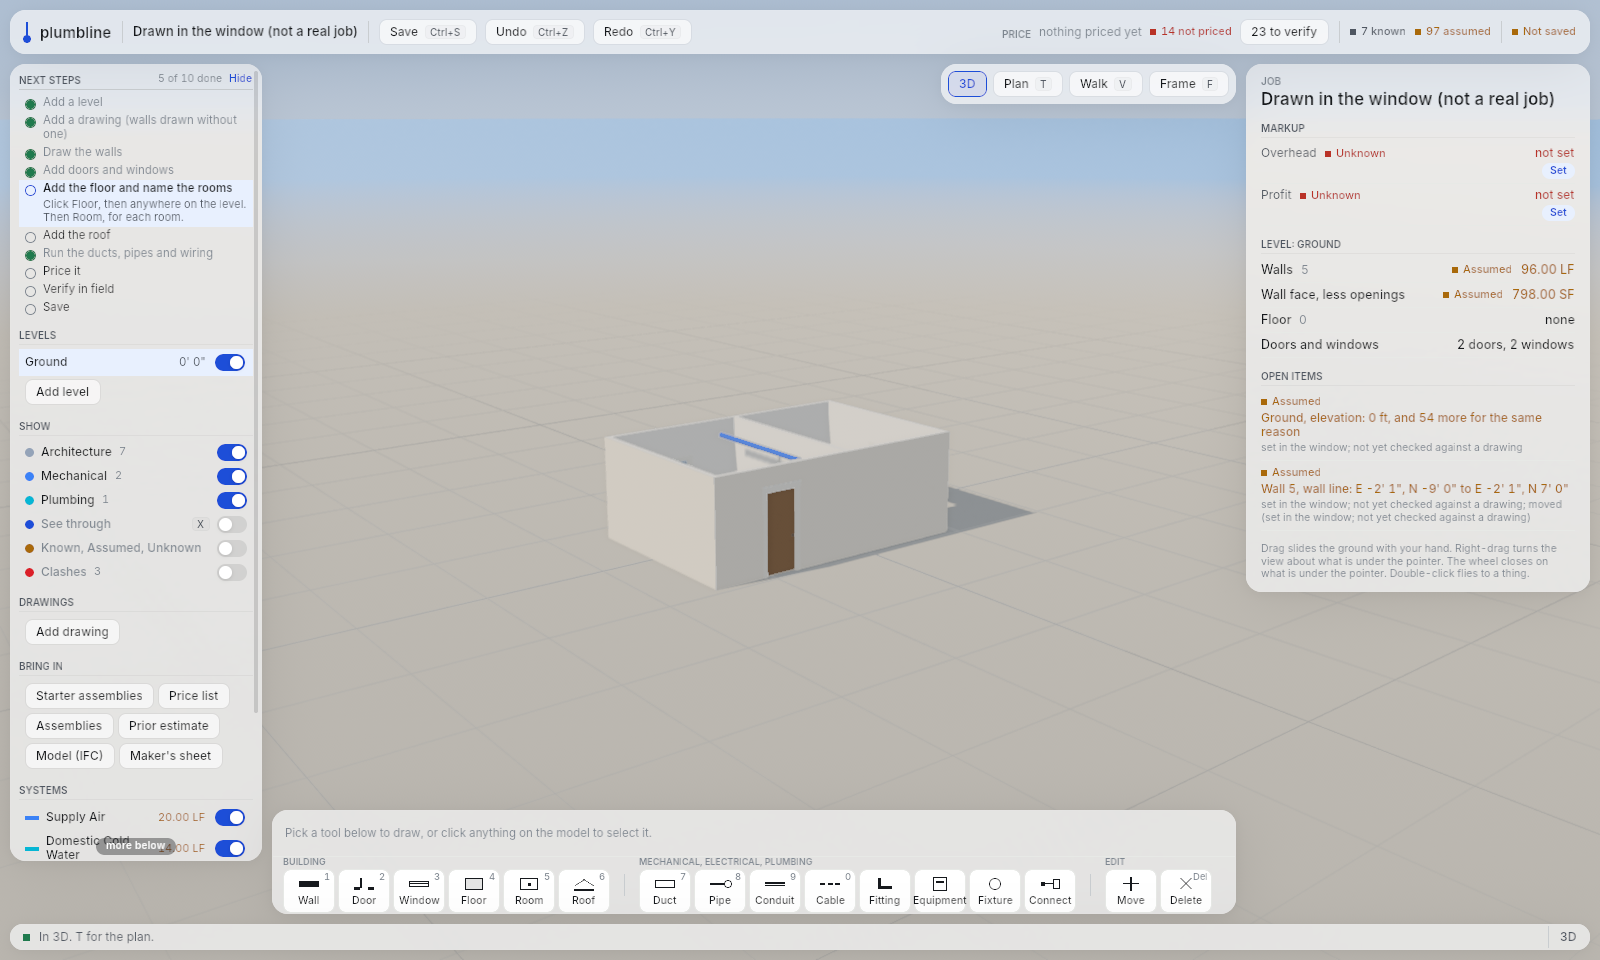 plumbline
Drawn in the window (not a real job)
Save Ctrl+S
Undo Ctrl+Z
Redo Ctrl+Y
PRICE nothing priced yet
14 not priced
23 to verify
7 known
97 assumed
Not saved
NEXT STEPS
5 of 10 done Hide
Add a level
Add a drawing (walls drawn without
one)
Draw the walls
Add doors and windows
Add the floor and name the rooms
Click Floor, then anywhere on the level.
Then Room, for each room.
Add the roof
Run the ducts, pipes and wiring
Price it
Verify in field
Save
LEVELS
Ground 0' 0"
Add level
SHOW
Architecture 7
Mechanical 2
Plumbing 1
See through X
Known, Assumed, Unknown
Clashes 3
DRAWINGS
Add drawing
BRING IN
Starter assemblies Price list
Assemblies Prior estimate
Model (IFC) Maker's sheet
SYSTEMS
Supply Air 20.00 LF
Domestic Cold
Water
more below
14.00 LF
3D
Plan T
Walk V
Frame F
JOB
Drawn in the window (not a real job)
MARKUP
Overhead Unknown not set
Set
Profit Unknown not set
Set
LEVEL: GROUND
Walls 5 Assumed 96.00 LF
Wall face, less openings Assumed 798.00 SF
Floor 0 none
Doors and windows 2 doors, 2 windows
OPEN ITEMS
Assumed
Ground, elevation: 0 ft, and 54 more for the same
reason
set in the window; not yet checked against a drawing
Assumed
Wall 5, wall line: E -2' 1", N -9' 0" to E -2' 1", N 7' 0"
set in the window; not yet checked against a drawing; moved
(set in the window; not yet checked against a drawing)
Drag slides the ground with your hand. Right-drag turns the
view about what is under the pointer. The wheel closes on
what is under the pointer. Double-click flies to a thing.
Pick a tool below to draw, or click anything on the model to select it.
BUILDING
1 Wall
2 Door
3 Window
4 Floor
5 Room
6 Roof
MECHANICAL, ELECTRICAL, PLUMBING
7 Duct
8 Pipe
9 Conduit
0 Cable
Fitting
Equipment
Fixture
Connect
EDIT
Move
Del Delete
In 3D. T for the plan.
3D